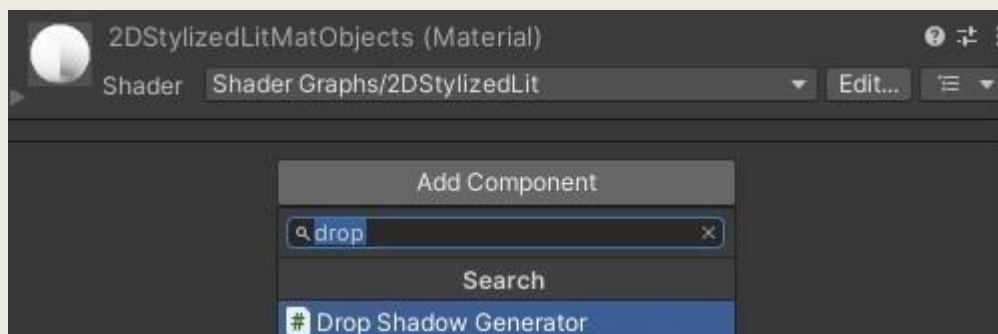 2DStylizedLitMatObjects (Material)
Shader Shader Graphs/2DStylizedLit Edit...
Add Component
drop
Search
# Drop Shadow Generator